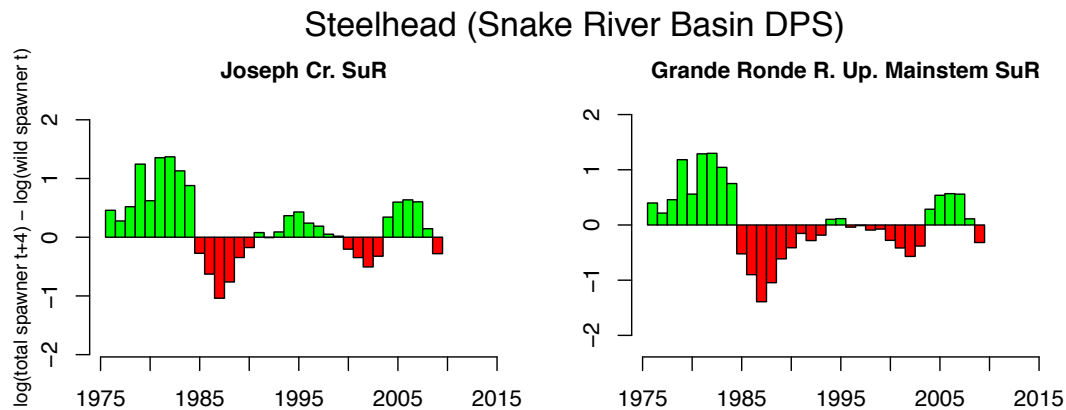 Steelhead (Snake River Basin DPS)
log(total spawner t+4) − log(wild spawner t)
Joseph Cr. SuR
2
1
0
−1
−2
1975 1985 1995 2005 2015
Grande Ronde R. Up. Mainstem SuR
2
1
0
−1
−2
1975 1985 1995 2005 2015